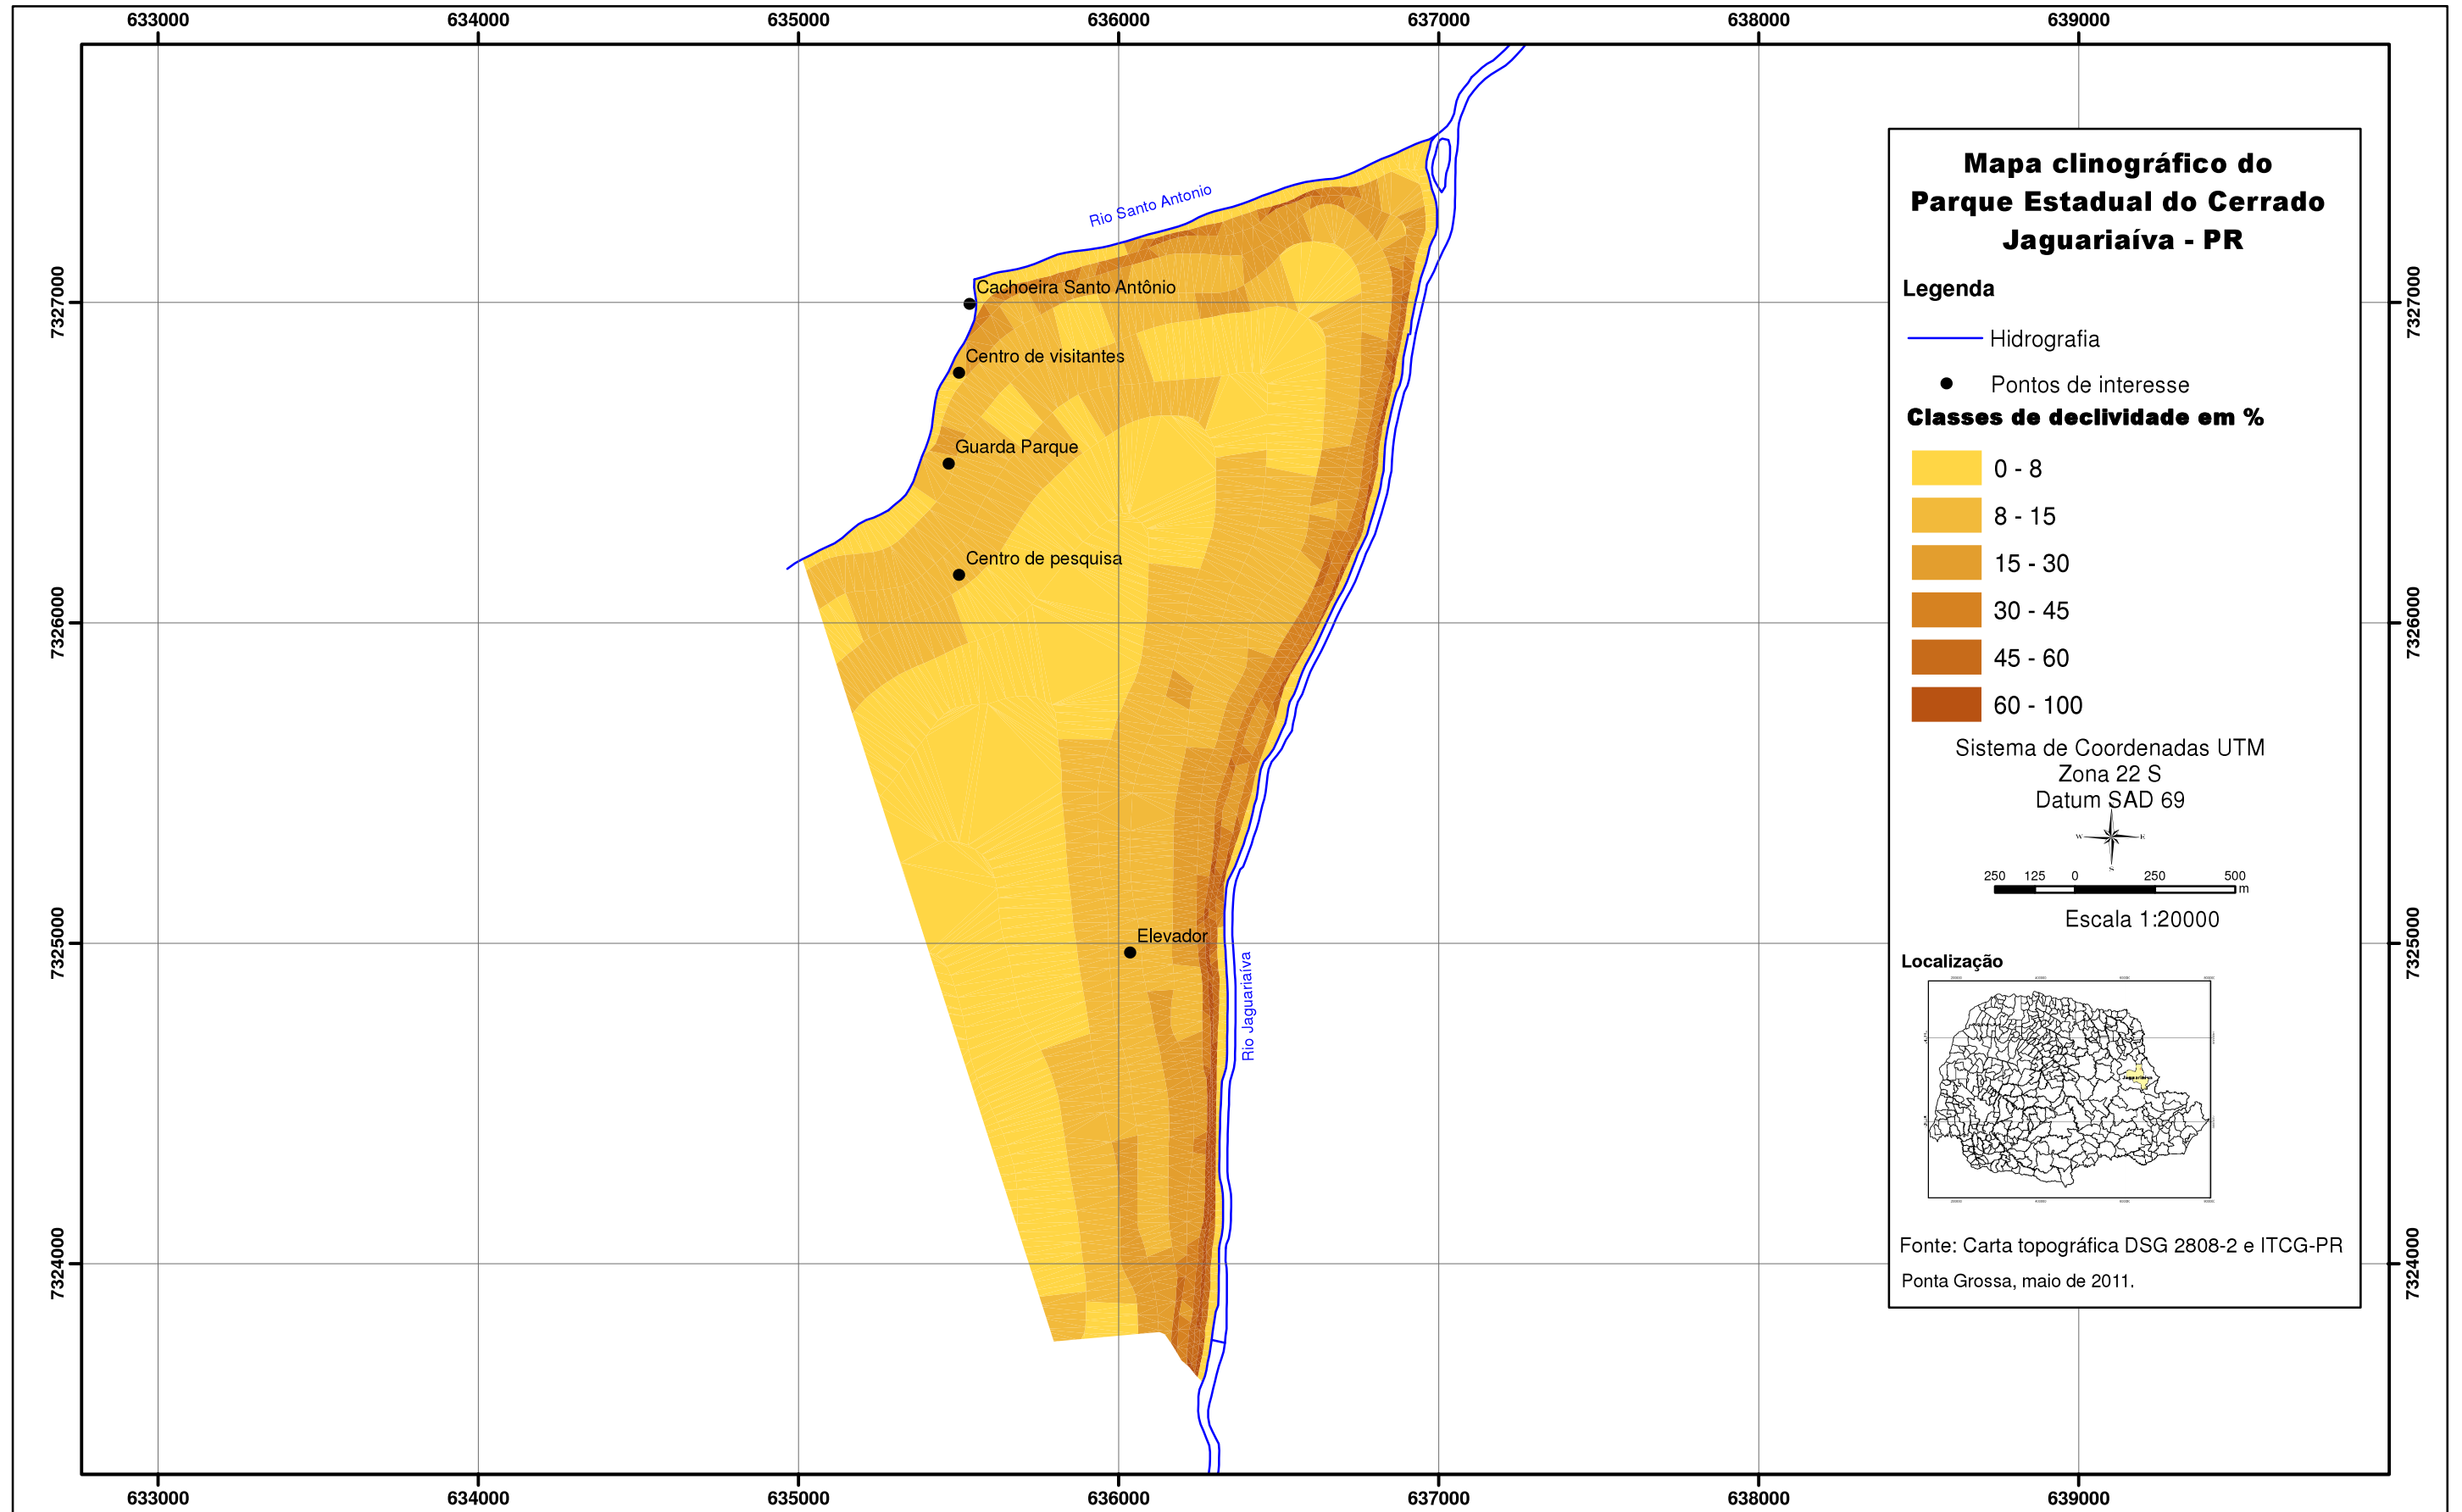 633000 634000 635000 636000 637000 638000 639000
Mapa clinográfico do
Parque Estadual do Cerrado
Jaguariaíva - PR
Legenda
Hidrografia
Pontos de interesse
Classes de declividade em %
0 - 8
8 - 15
15 - 30
30 - 45
45 - 60
60 - 100
Sistema de Coordenadas UTM
Zona 22 S
Datum SAD 69
W E
S
250 125 0 250 500
m
Escala 1:20000
Localização
Jaguariaíva
Fonte: Carta topográfica DSG 2808-2 e ITCG-PR
Ponta Grossa, maio de 2011.
Rio Santo Antonio
Cachoeira Santo Antônio
Centro de visitantes
Guarda Parque
Centro de pesquisa
Elevador
Rio Jaguariaíva
7327000
7326000
7325000
7324000
7327000
7326000
7325000
7324000
633000 634000 635000 636000 637000 638000 639000